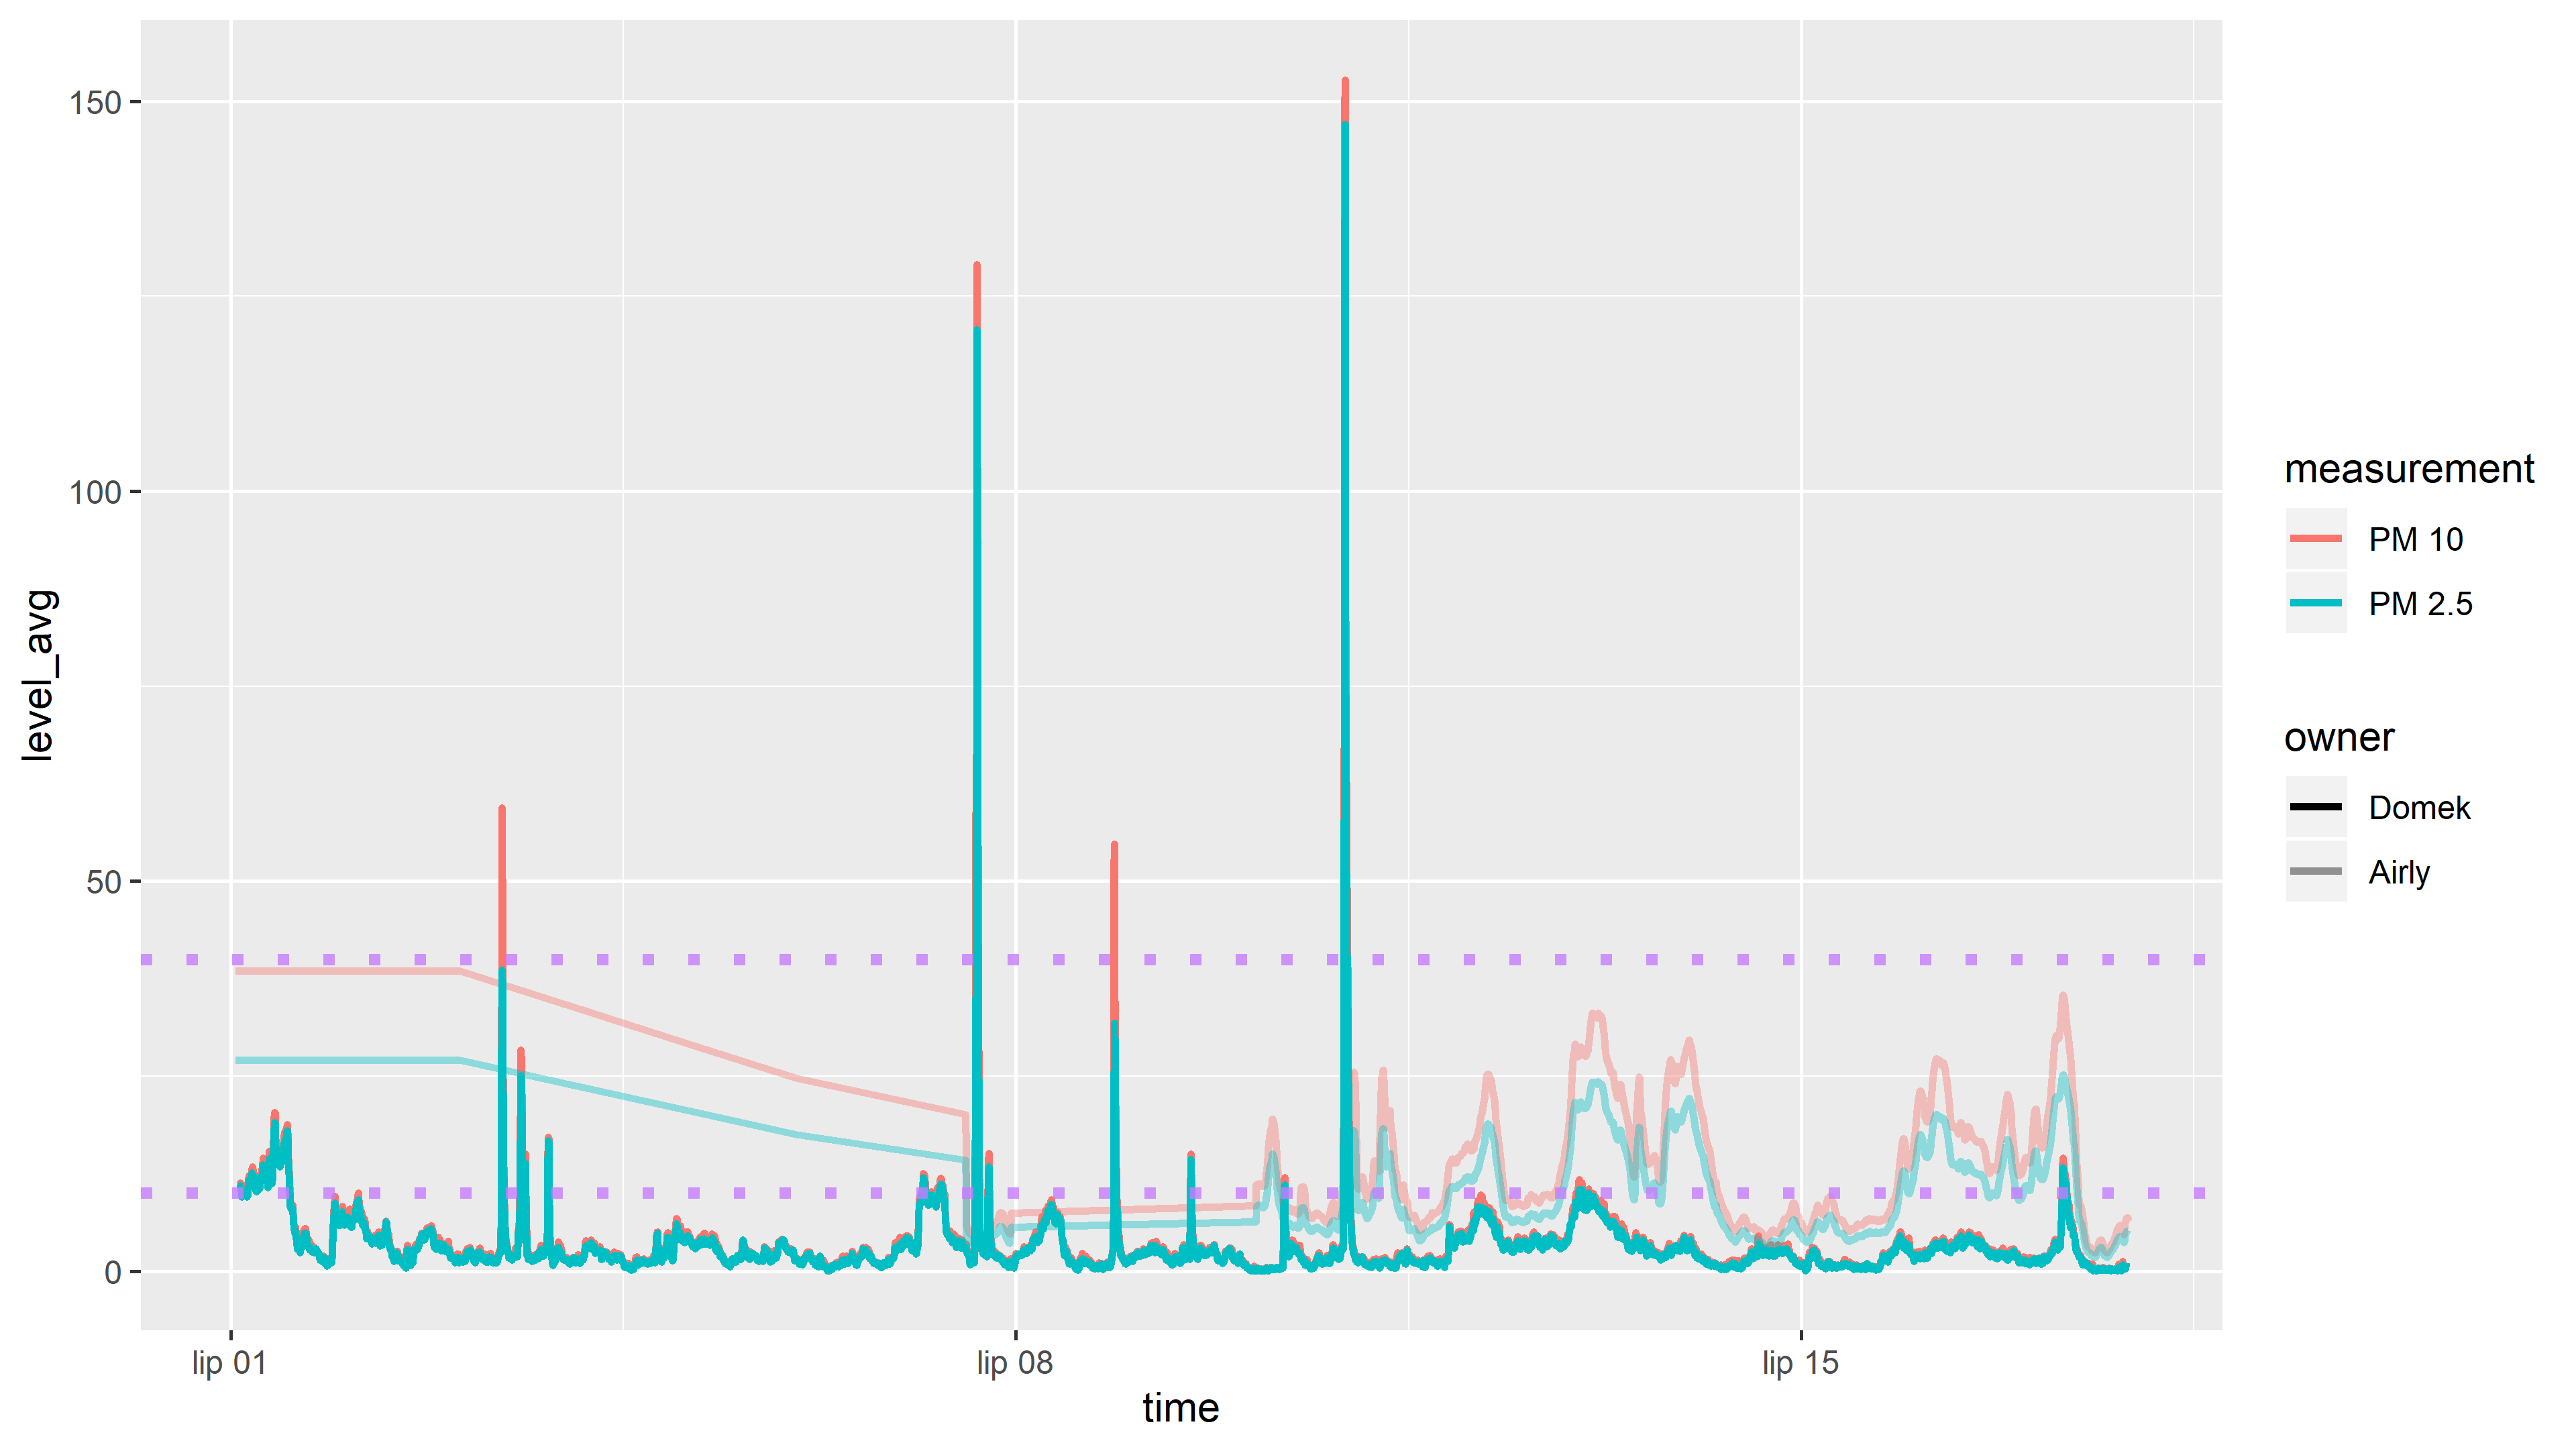 level_avg
150
100
50
0
lip 01
lip 08
lip 15
time
measurement
PM 10
PM 2.5
owner
Domek
Airly